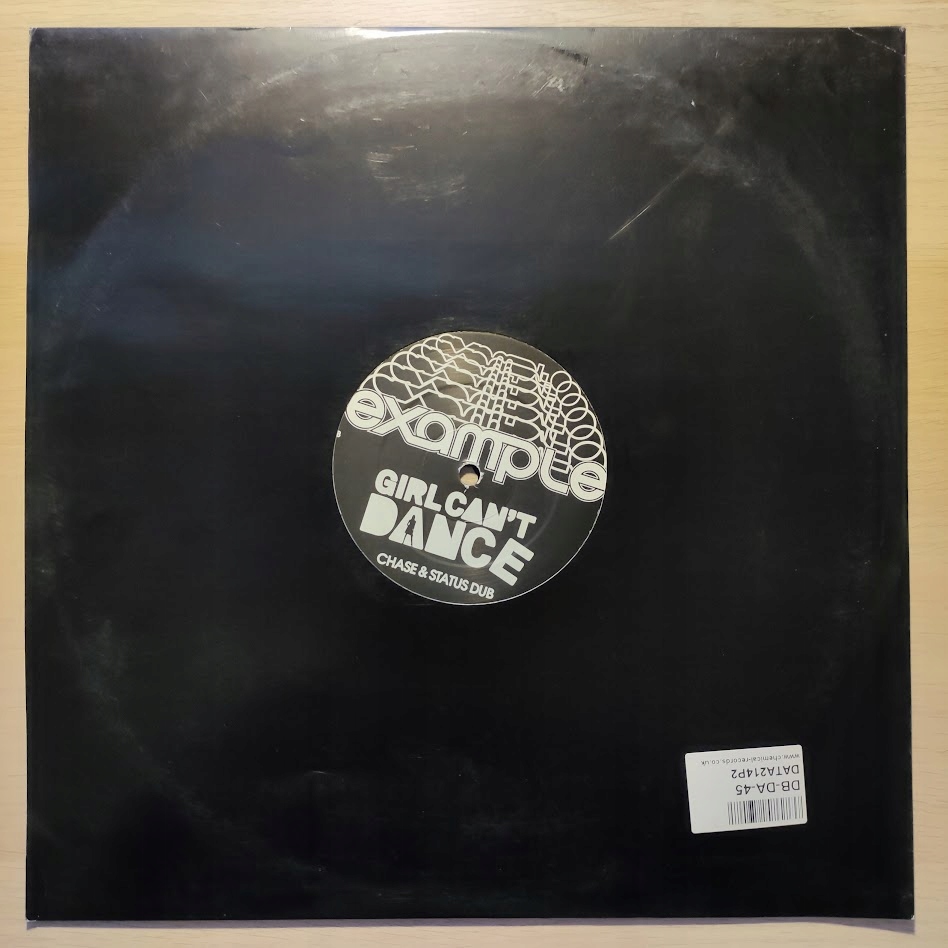 example
GIRL CAN'T
DANCE
CHASE & STATUS DUB
DB-DA-45
DATA214P2
www.chemical-records.co.uk